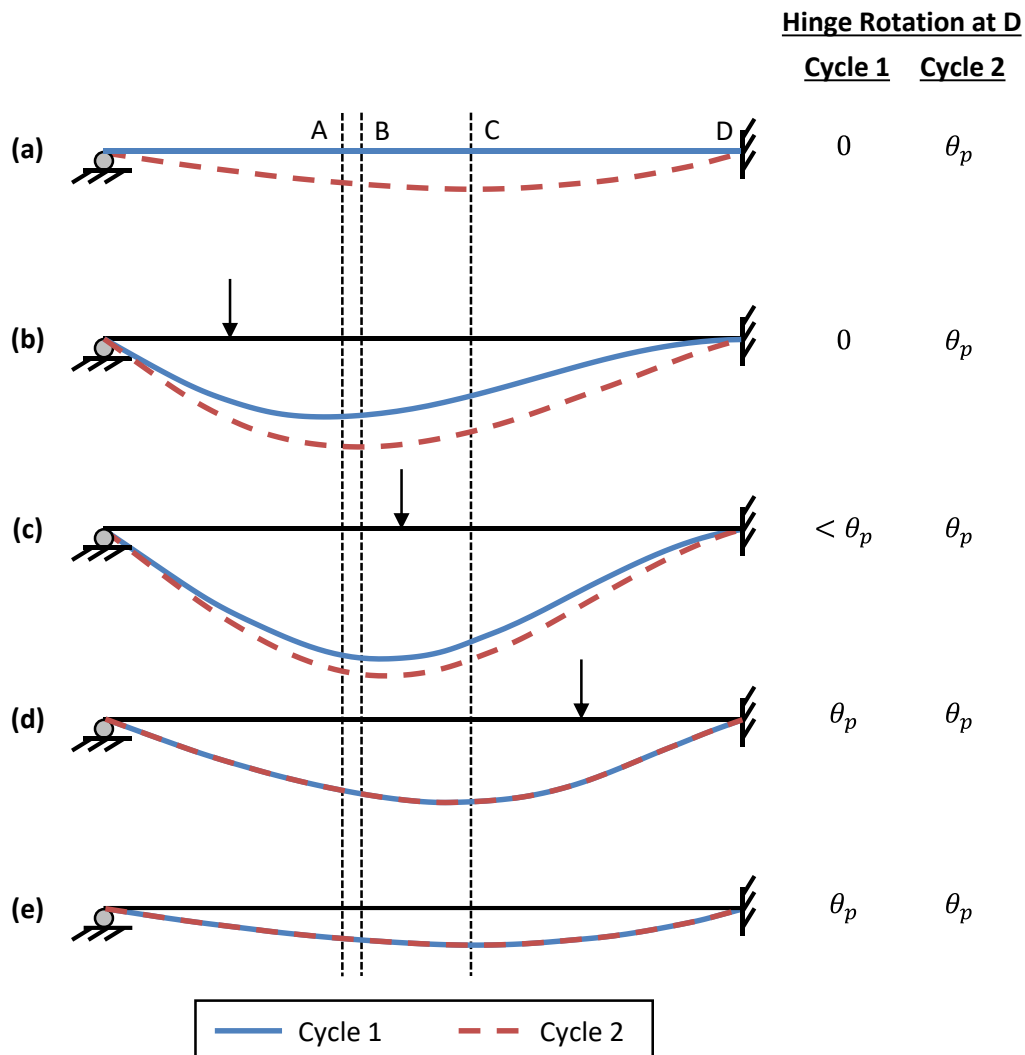 Hinge Rotation at D
Cycle 1 Cycle 2
A B C D
(a) 0 θₚ
(b) 0 θₚ
(c) < θₚ θₚ
(d) θₚ θₚ
(e) θₚ θₚ
Cycle 1 Cycle 2